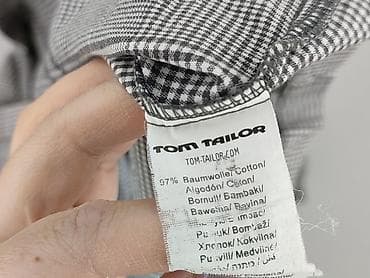 TOM TAILOR
TOM-TAILOR.COM
97% Baumwolle/ Cotton/
Algodón/ Coton/
Bornull/ Bambaki/
Bawełna/ Bavlna/
Pamuk/ Bombaž/
Хлопок/ Kokvilna/
Puuvill/ Medvilnė/